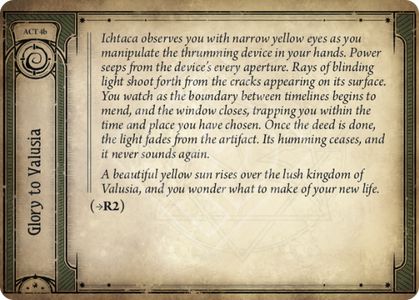 ACT 4b
Glory to Valusia
Ichtaca observes you with narrow yellow eyes as you
manipulate the thrumming device in your hands. Power
seeps from the device's every aperture. Rays of blinding
light shoot forth from the cracks appearing on its surface.
You watch as the boundary between timelines begins to
mend, and the window closes, trapping you within the
time and place you have chosen. Once the deed is done,
the light fades from the artifact. Its humming ceases, and
it never sounds again.
A beautiful yellow sun rises over the lush kingdom of
Valusia, and you wonder what to make of your new life.
(→R2)